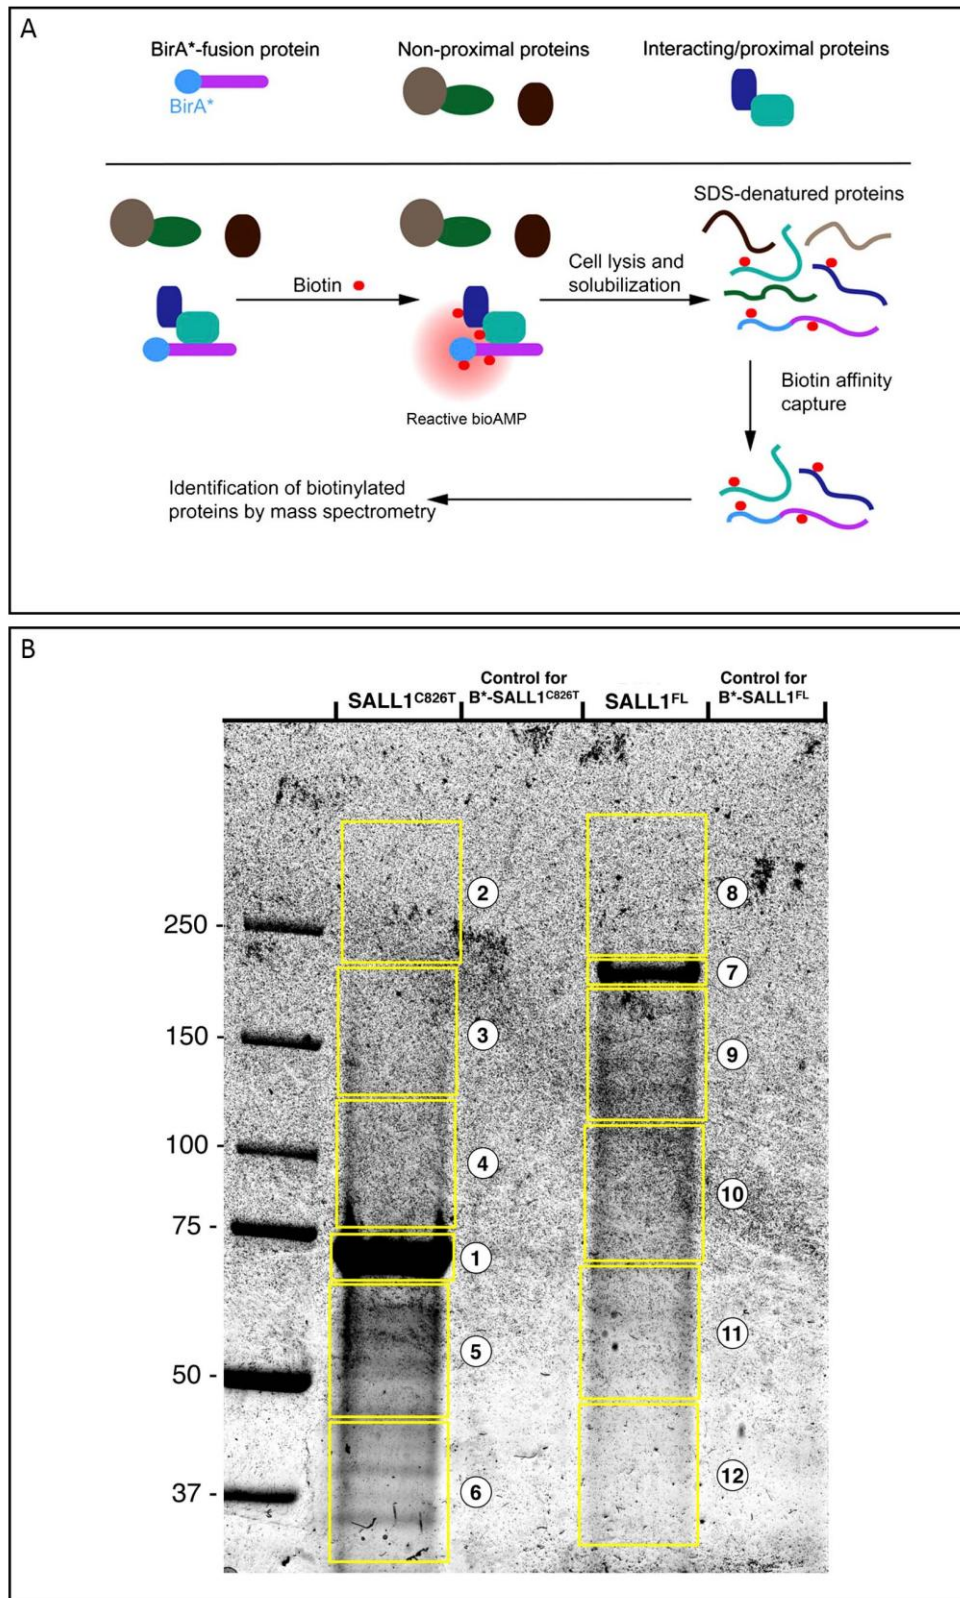 A
BirA*-fusion protein
Non-proximal proteins
Interacting/proximal proteins
BirA*
SDS-denatured proteins
Biotin
Cell lysis and
solubilization
Reactive bioAMP
Biotin affinity
capture
Identification of biotinylated
proteins by mass spectrometry
B
SALL1C826T
Control for
B*-SALL1C826T
SALL1FL
Control for
B*-SALL1FL
2
8
250 -
7
150 -
3
9
100 -
4
10
75 -
1
11
5
50 -
12
6
37 -